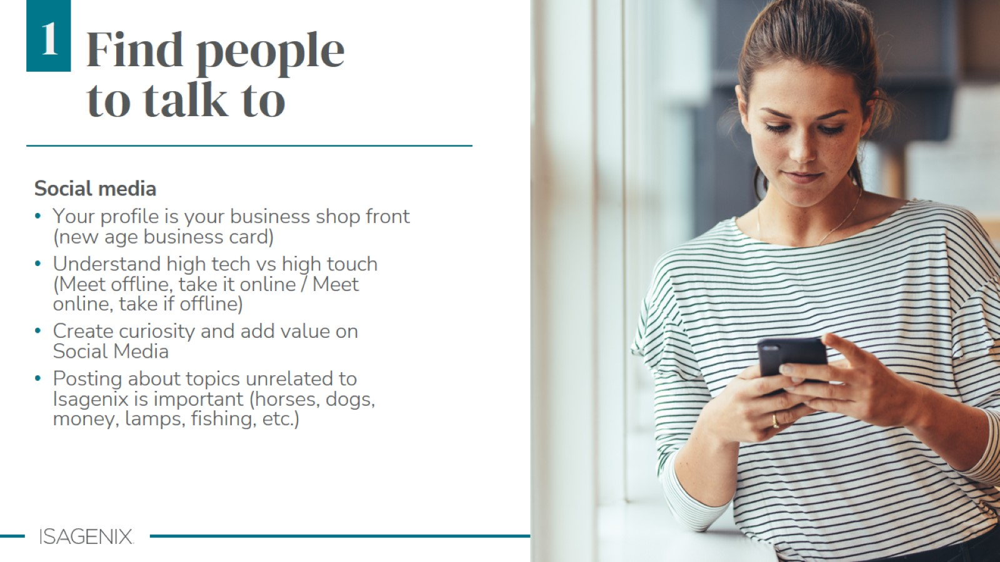 1
Find people
to talk to
Social media
• Your profile is your business shop front
(new age business card)
• Understand high tech vs high touch
(Meet offline, take it online / Meet
online, take if offline)
• Create curiosity and add value on
Social Media
• Posting about topics unrelated to
Isagenix is important (horses, dogs,
money, lamps, fishing, etc.)
ISAGENIX